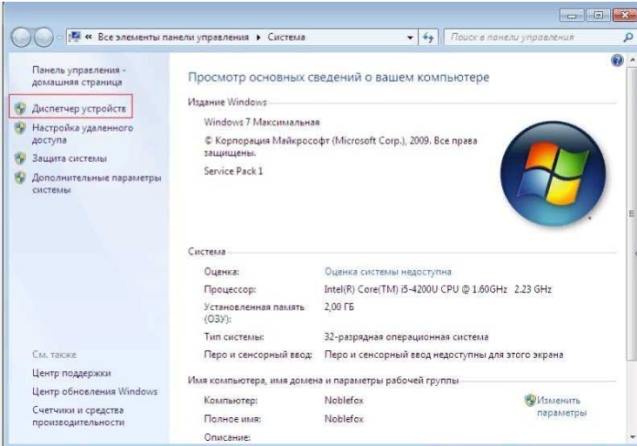 « Все элементы панели управления ▸ Система
Поиск в панели управления
Панель управления -
домашняя страница
Диспетчер устройств
Настройка удаленного
доступа
Защита системы
Дополнительные параметры
системы
См. также
Центр поддержки
Центр обновления Windows
Счетчики и средства
производительности
Просмотр основных сведений о вашем компьютере
Издание Windows
Windows 7 Максимальная
© Корпорация Майкрософт (Microsoft Corp.), 2009. Все права
защищены.
Service Pack 1
Система
Оценка: Оценка системы недоступна
Процессор: Intel(R) Core(TM) i5-4200U CPU @ 1.60GHz 2.23 GHz
Установленная память
(ОЗУ): 2,00 ГБ
Тип системы: 32-разрядная операционная система
Перо и сенсорный ввод: Перо и сенсорный ввод недоступны для этого экрана
Имя компьютера, имя домена и параметры рабочей группы
Компьютер: Noblefox
Изменить
параметры
Полное имя: Noblefox
Описание: